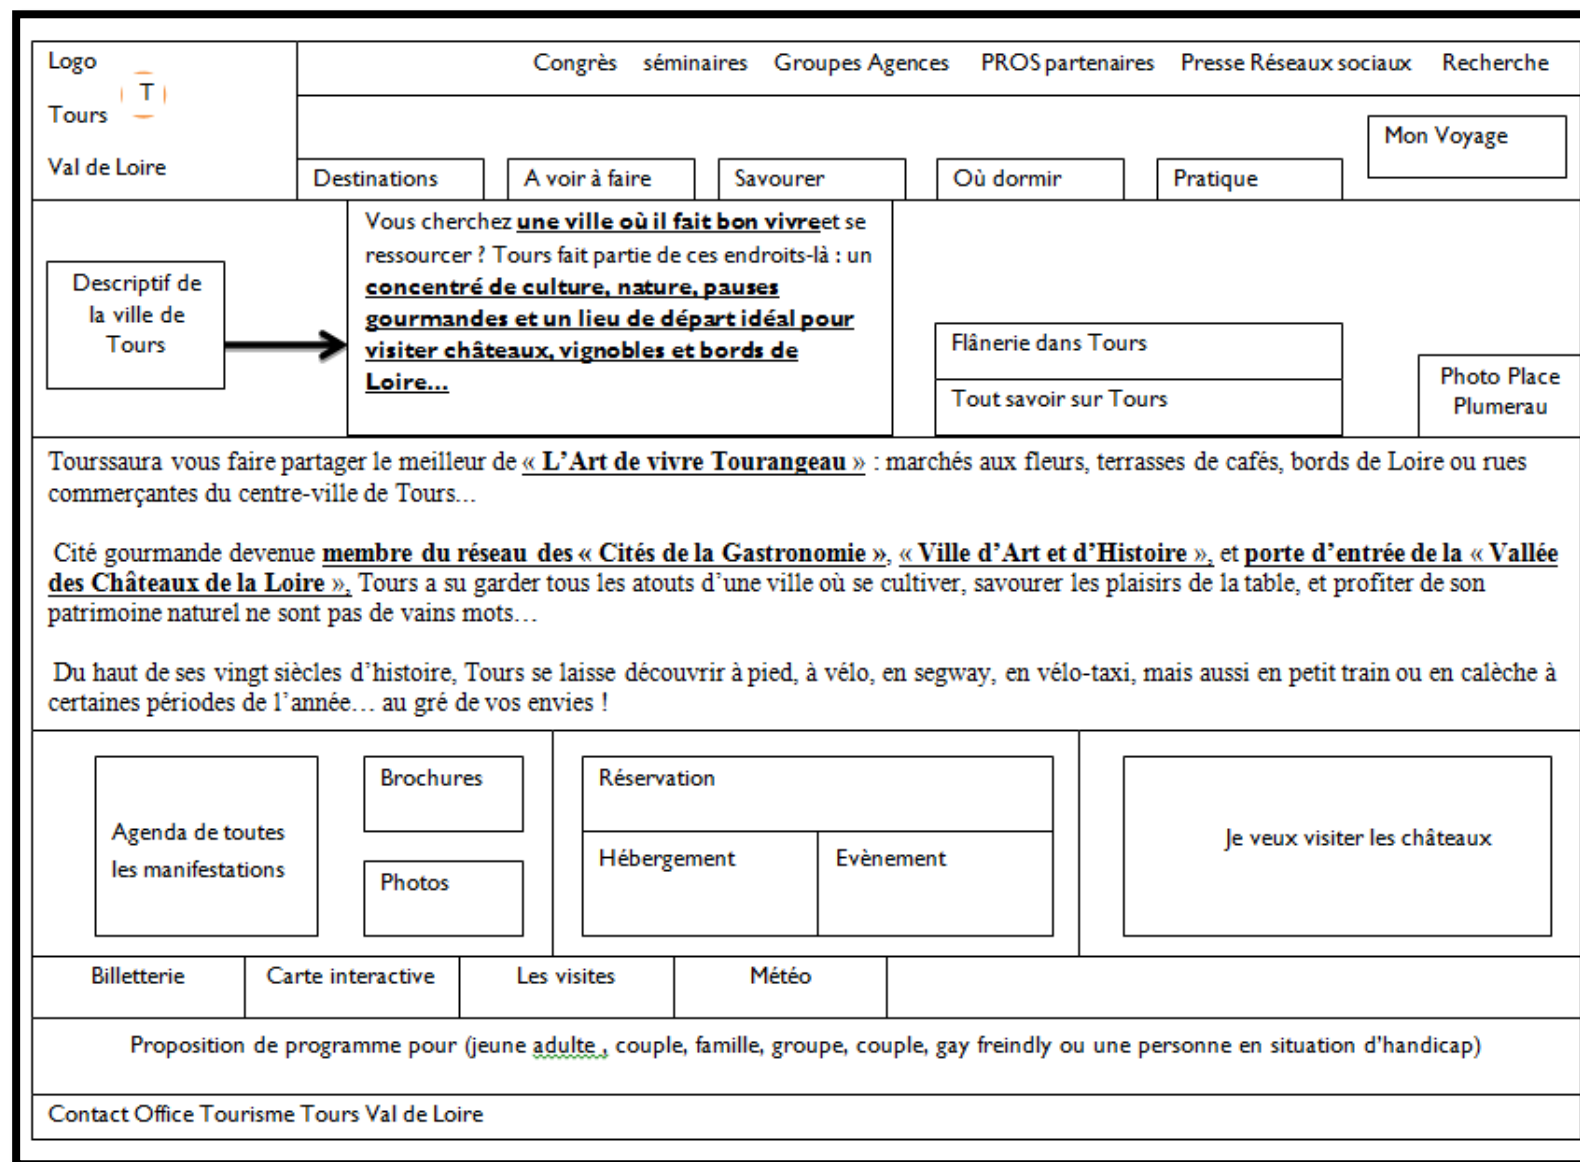 Logo
T
Tours
Val de Loire
Congrès séminaires Groupes Agences PROS partenaires Presse Réseaux sociaux Recherche
Mon Voyage
Destinations
A voir à faire
Savourer
Où dormir
Pratique
Descriptif de
la ville de
Tours
Vous cherchez une ville où il fait bon vivreet se
ressourcer ? Tours fait partie de ces endroits-là : un
concentré de culture, nature, pauses
gourmandes et un lieu de départ idéal pour
visiter châteaux, vignobles et bords de
Loire…
Flânerie dans Tours
Tout savoir sur Tours
Photo Place
Plumerau
Tourssaura vous faire partager le meilleur de « L’Art de vivre Tourangeau » : marchés aux fleurs, terrasses de cafés, bords de Loire ou rues
commerçantes du centre-ville de Tours…
Cité gourmande devenue membre du réseau des « Cités de la Gastronomie », « Ville d’Art et d’Histoire », et porte d’entrée de la « Vallée
des Châteaux de la Loire », Tours a su garder tous les atouts d’une ville où se cultiver, savourer les plaisirs de la table, et profiter de son
patrimoine naturel ne sont pas de vains mots…
Du haut de ses vingt siècles d’histoire, Tours se laisse découvrir à pied, à vélo, en segway, en vélo-taxi, mais aussi en petit train ou en calèche à
certaines périodes de l’année… au gré de vos envies !
Agenda de toutes
les manifestations
Brochures
Photos
Réservation
Hébergement
Evènement
Je veux visiter les châteaux
Billetterie
Carte interactive
Les visites
Météo
Proposition de programme pour (jeune adulte , couple, famille, groupe, couple, gay freindly ou une personne en situation d'handicap)
Contact Office Tourisme Tours Val de Loire